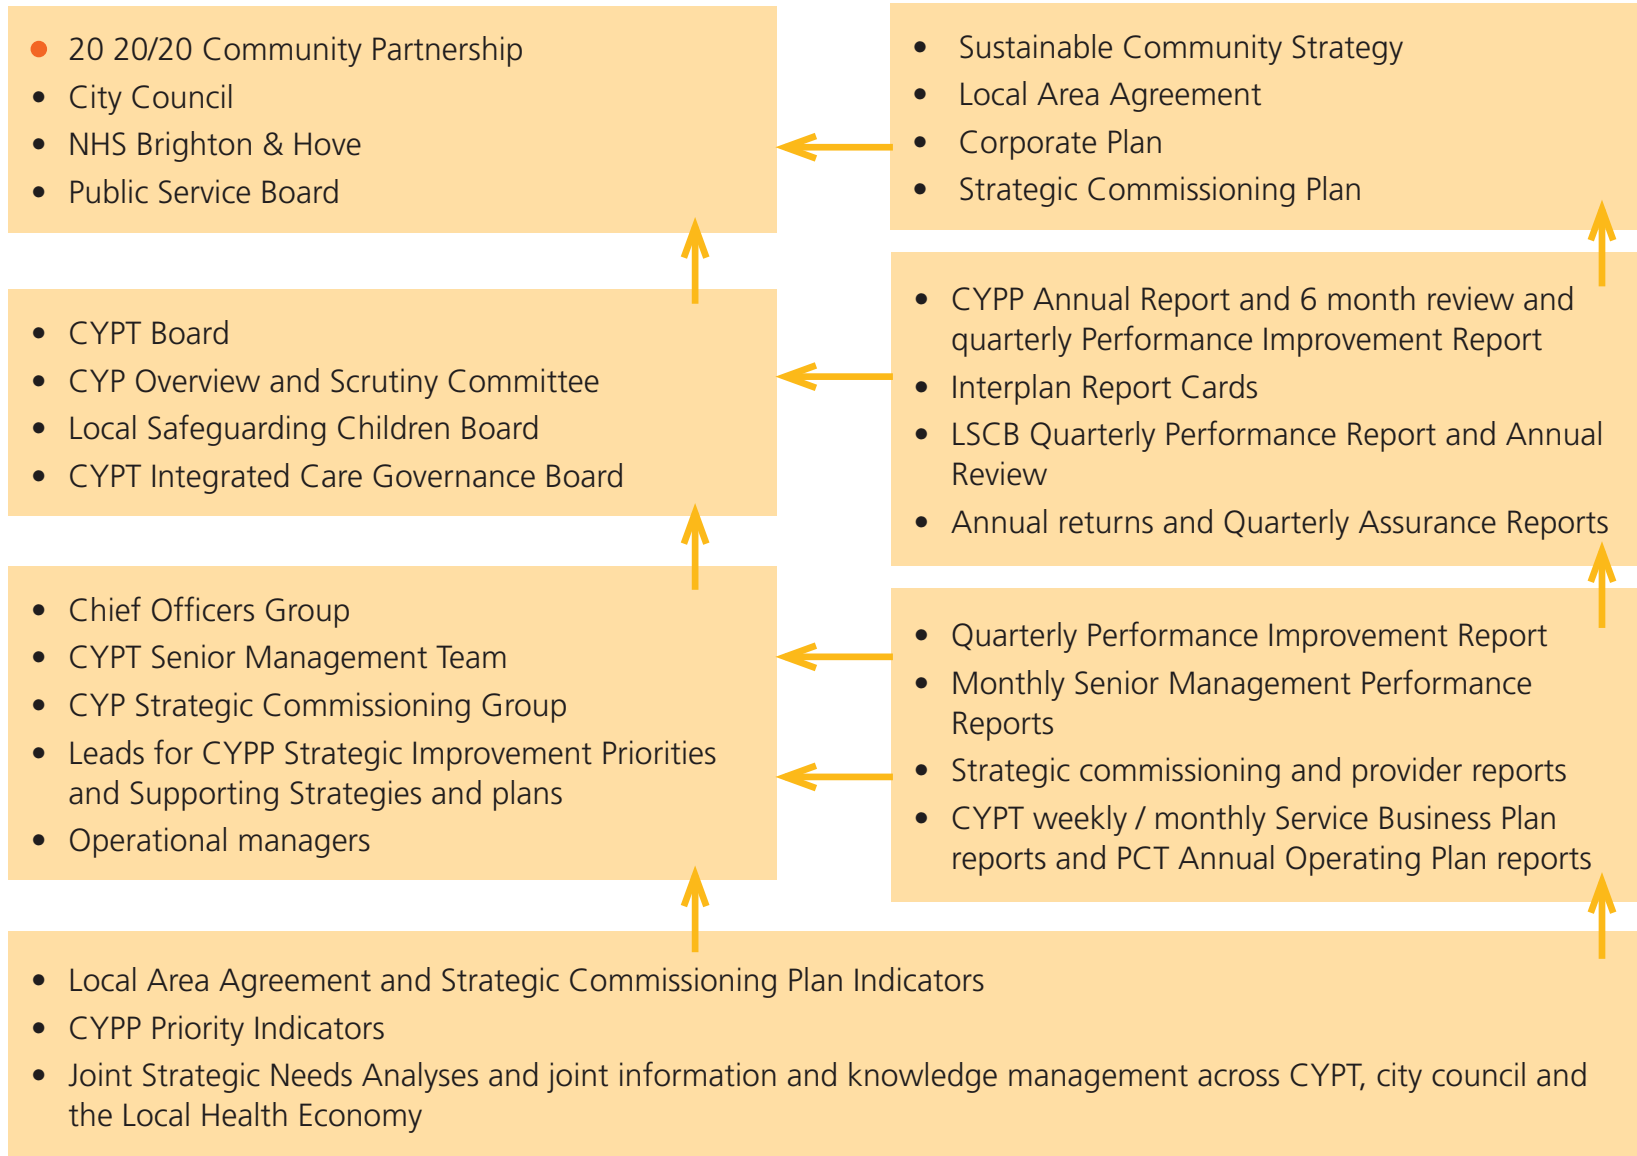 • 20 20/20 Community Partnership
• City Council
• NHS Brighton & Hove
• Public Service Board
• Sustainable Community Strategy
• Local Area Agreement
• Corporate Plan
• Strategic Commissioning Plan
• CYPT Board
• CYP Overview and Scrutiny Committee
• Local Safeguarding Children Board
• CYPT Integrated Care Governance Board
• CYPP Annual Report and 6 month review and
quarterly Performance Improvement Report
• Interplan Report Cards
• LSCB Quarterly Performance Report and Annual
Review
• Annual returns and Quarterly Assurance Reports
• Chief Officers Group
• CYPT Senior Management Team
• CYP Strategic Commissioning Group
• Leads for CYPP Strategic Improvement Priorities
and Supporting Strategies and plans
• Operational managers
• Quarterly Performance Improvement Report
• Monthly Senior Management Performance
Reports
• Strategic commissioning and provider reports
• CYPT weekly / monthly Service Business Plan
reports and PCT Annual Operating Plan reports
• Local Area Agreement and Strategic Commissioning Plan Indicators
• CYPP Priority Indicators
• Joint Strategic Needs Analyses and joint information and knowledge management across CYPT, city council and
the Local Health Economy